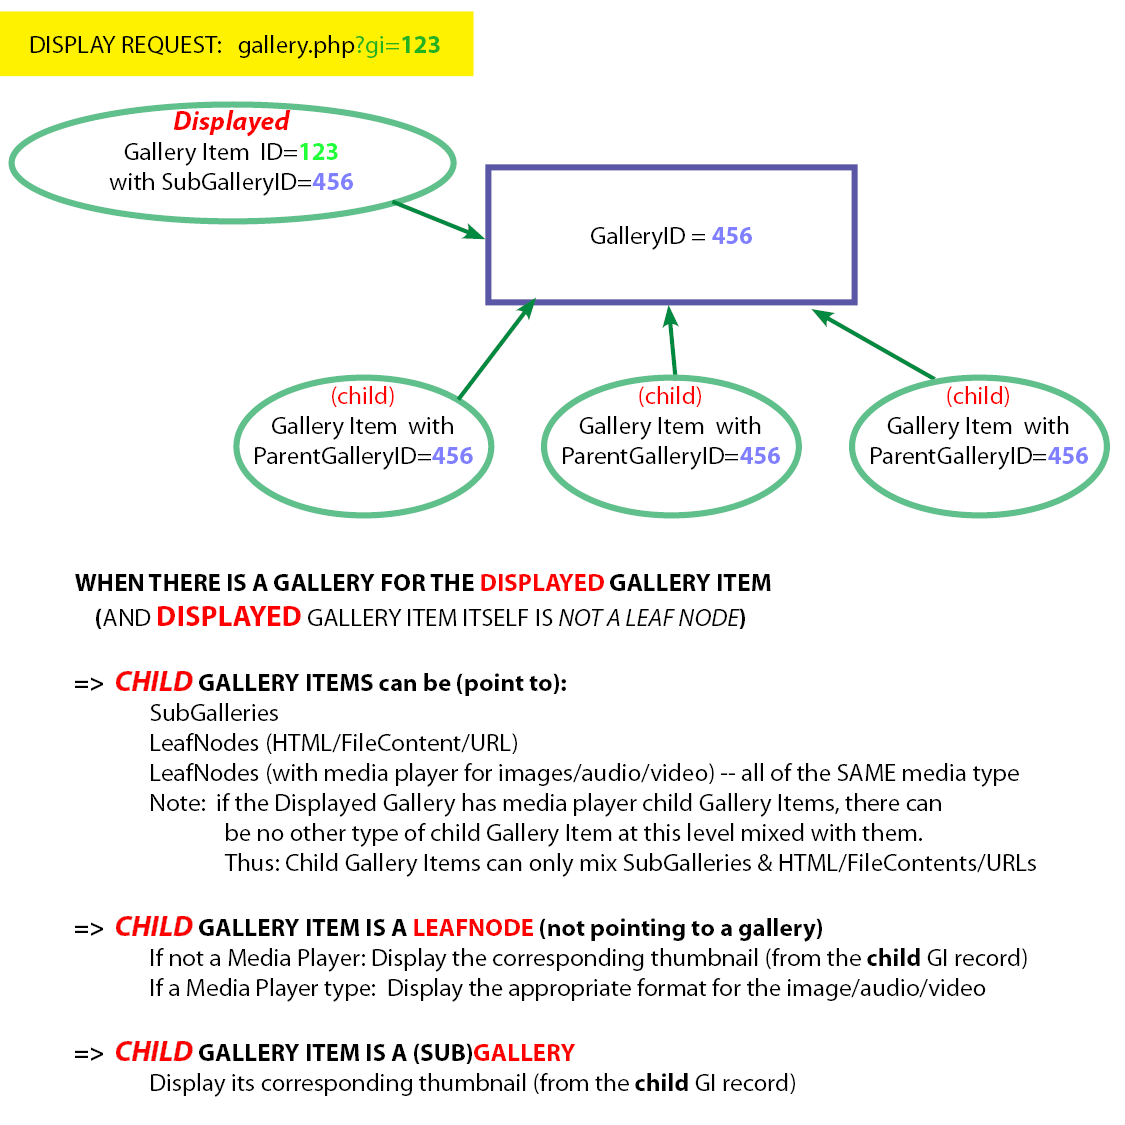 DISPLAY REQUEST: gallery.php?gi=123
Displayed
Gallery Item ID=123
with SubGalleryID=456
GalleryID = 456
(child)
Gallery Item with
ParentGalleryID=456
(child)
Gallery Item with
ParentGalleryID=456
(child)
Gallery Item with
ParentGalleryID=456
WHEN THERE IS A GALLERY FOR THE DISPLAYED GALLERY ITEM
(AND DISPLAYED GALLERY ITEM ITSELF IS NOT A LEAF NODE)
=> CHILD GALLERY ITEMS can be (point to):
SubGalleries
LeafNodes (HTML/FileContent/URL)
LeafNodes (with media player for images/audio/video) -- all of the SAME media type
Note: if the Displayed Gallery has media player child Gallery Items, there can
be no other type of child Gallery Item at this level mixed with them.
Thus: Child Gallery Items can only mix SubGalleries & HTML/FileContents/URLs
=> CHILD GALLERY ITEM IS A LEAFNODE (not pointing to a gallery)
If not a Media Player: Display the corresponding thumbnail (from the child GI record)
If a Media Player type: Display the appropriate format for the image/audio/video
=> CHILD GALLERY ITEM IS A (SUB)GALLERY
Display its corresponding thumbnail (from the child GI record)